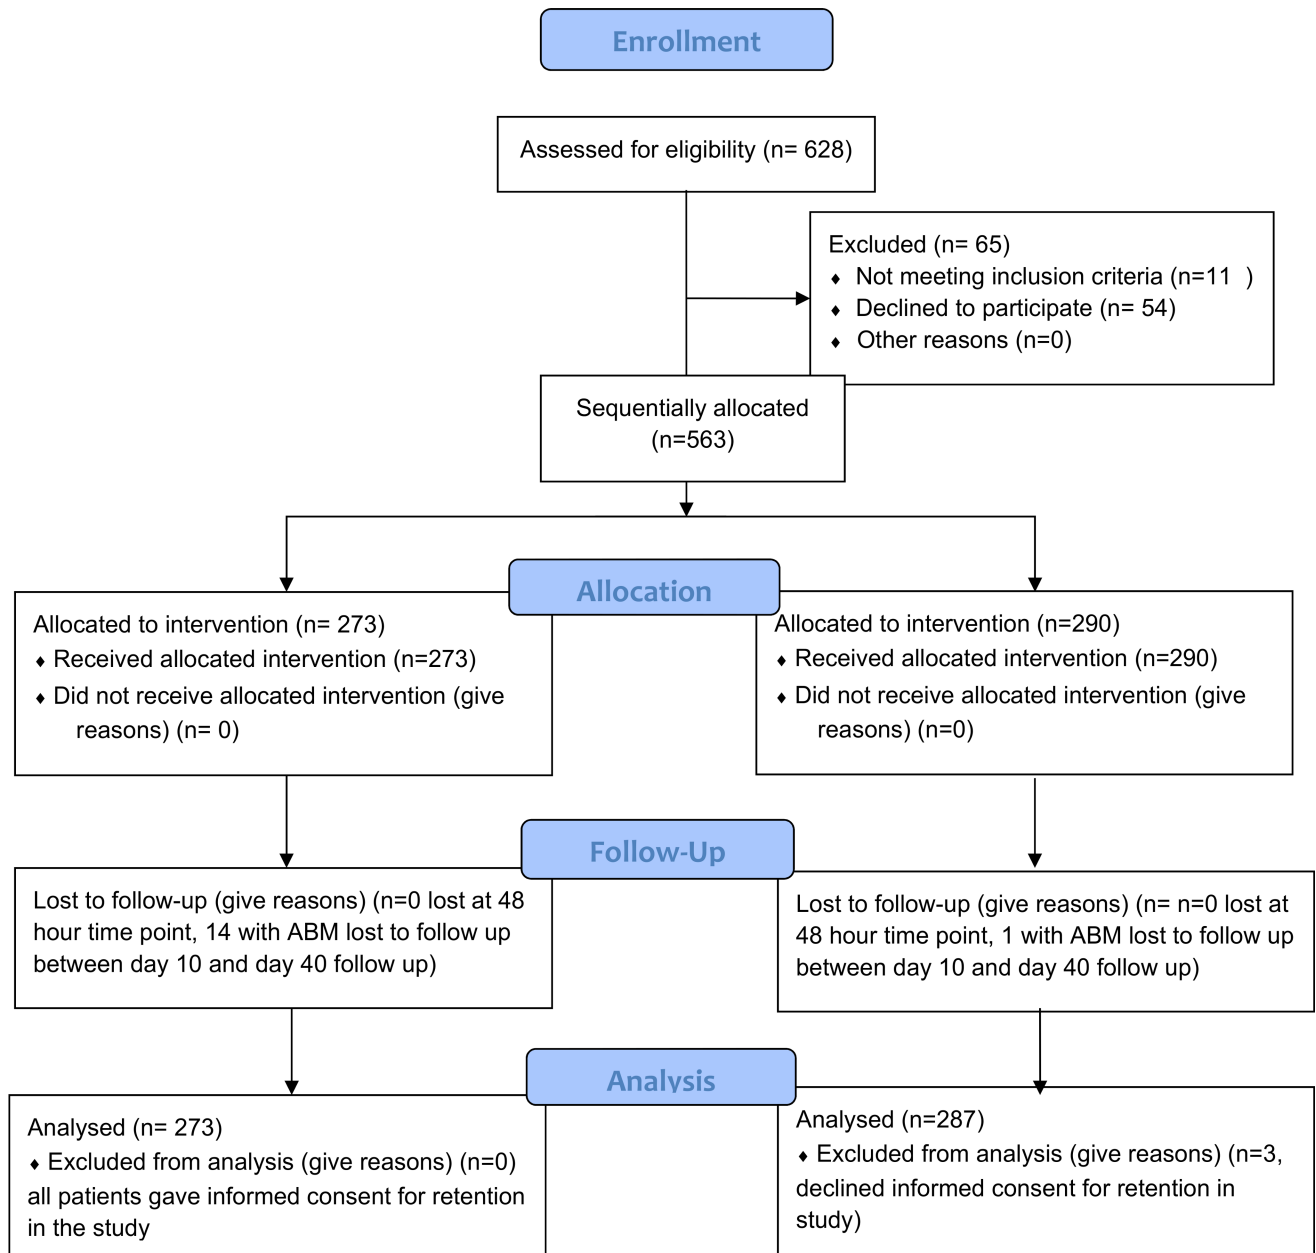 Enrollment
Assessed for eligibility (n= 628)
Excluded (n= 65)
♦ Not meeting inclusion criteria (n=11  )
♦ Declined to participate (n= 54)
♦ Other reasons (n=0)
Sequentially allocated
(n=563)
Allocation
Allocated to intervention (n= 273)
♦ Received allocated intervention (n=273)
♦ Did not receive allocated intervention (give
reasons) (n= 0)
Allocated to intervention (n=290)
♦ Received allocated intervention (n=290)
♦ Did not receive allocated intervention (give
reasons) (n=0)
Follow-Up
Lost to follow-up (give reasons) (n=0 lost at 48
hour time point, 14 with ABM lost to follow up
between day 10 and day 40 follow up)
Lost to follow-up (give reasons) (n= n=0 lost at
48 hour time point, 1 with ABM lost to follow up
between day 10 and day 40 follow up)
Analysis
Analysed (n= 273)
♦ Excluded from analysis (give reasons) (n=0)
all patients gave informed consent for retention
in the study
Analysed (n=287)
♦ Excluded from analysis (give reasons) (n=3,
declined informed consent for retention in
study)